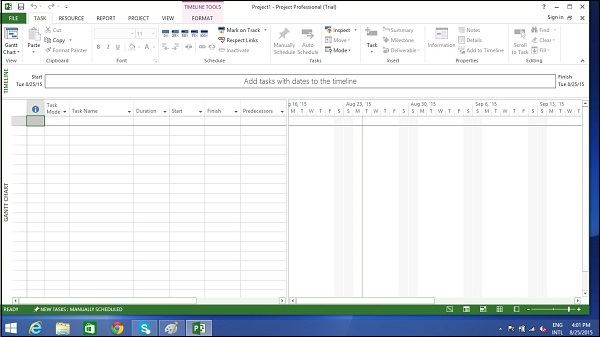 TIMELINE TOOLS
Project1 - Project Professional (Trial)
FILE TASK RESOURCE REPORT PROJECT VIEW FORMAT Sign in
Gantt Chart
Paste
Cut
Copy
Format Painter
B I U
Mark on Track
Respect Links
Inactivate
Manually Schedule
Auto Schedule
Inspect
Move
Mode
Task
Summary
Milestone
Deliverable
Information
Notes
Details
Add to Timeline
Scroll to Task
Find
Clear
Fill
View Clipboard Font Schedule Tasks Insert Properties Editing
TIMELINE
Start
Tue 8/25/15
Add tasks with dates to the timeline
Finish
Tue 8/25/15
Task Mode Task Name Duration Start Finish Predecessors
g 16, '15 Aug 23, '15 Aug 30, '15 Sep 6, '15 Sep 13, '15
M T W T F S S M T W T F S S M T W T F S S M T W T F S S M T W T
GANTT CHART
READY NEW TASKS : MANUALLY SCHEDULED
ENG
INTL
4:01 PM
8/25/2015